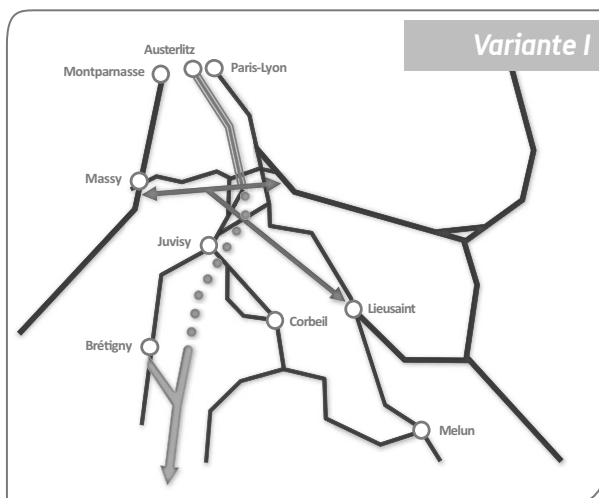 Variante I
Austerlitz
Montparnasse
Paris-Lyon
Massy
Juvisy
Lieusaint
Corbeil
Brétigny
Melun